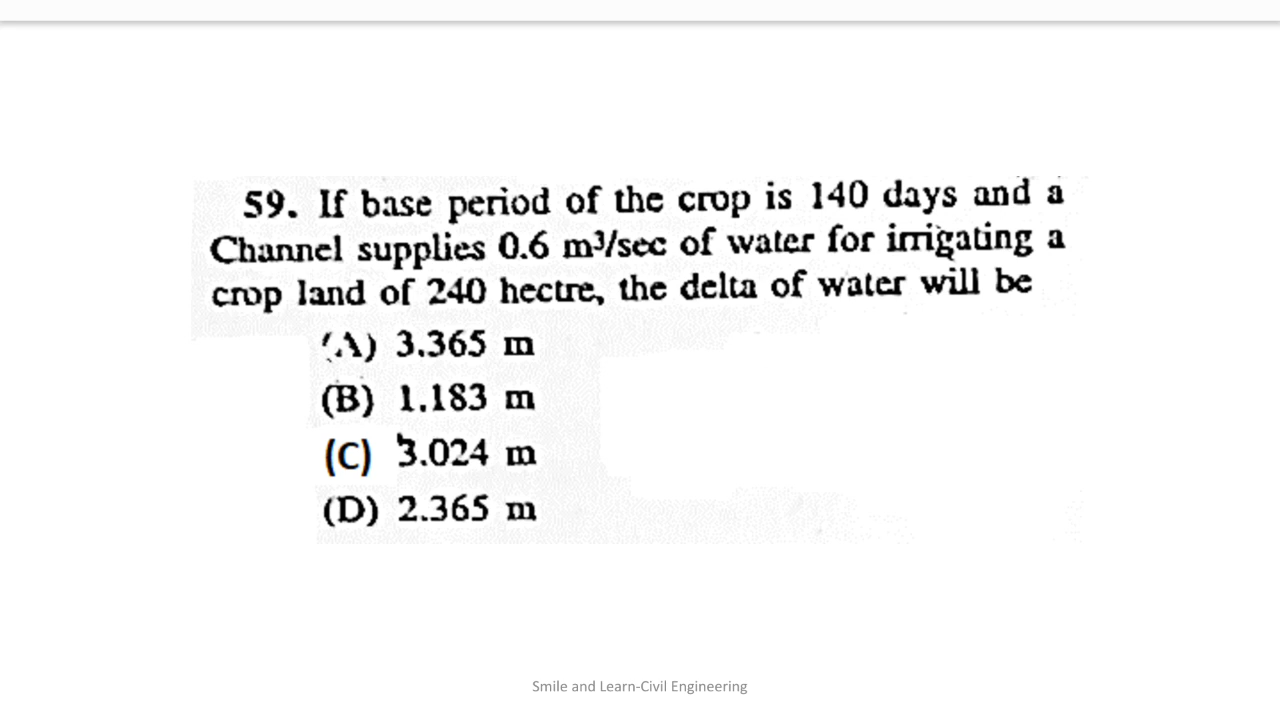 59. If base period of the crop is 140 days and a
Channel supplies 0.6 m³/sec of water for irrigating a
crop land of 240 hectre, the delta of water will be
(A) 3.365 m
(B) 1.183 m
(C) 3.024 m
(D) 2.365 m
Smile and Learn-Civil Engineering